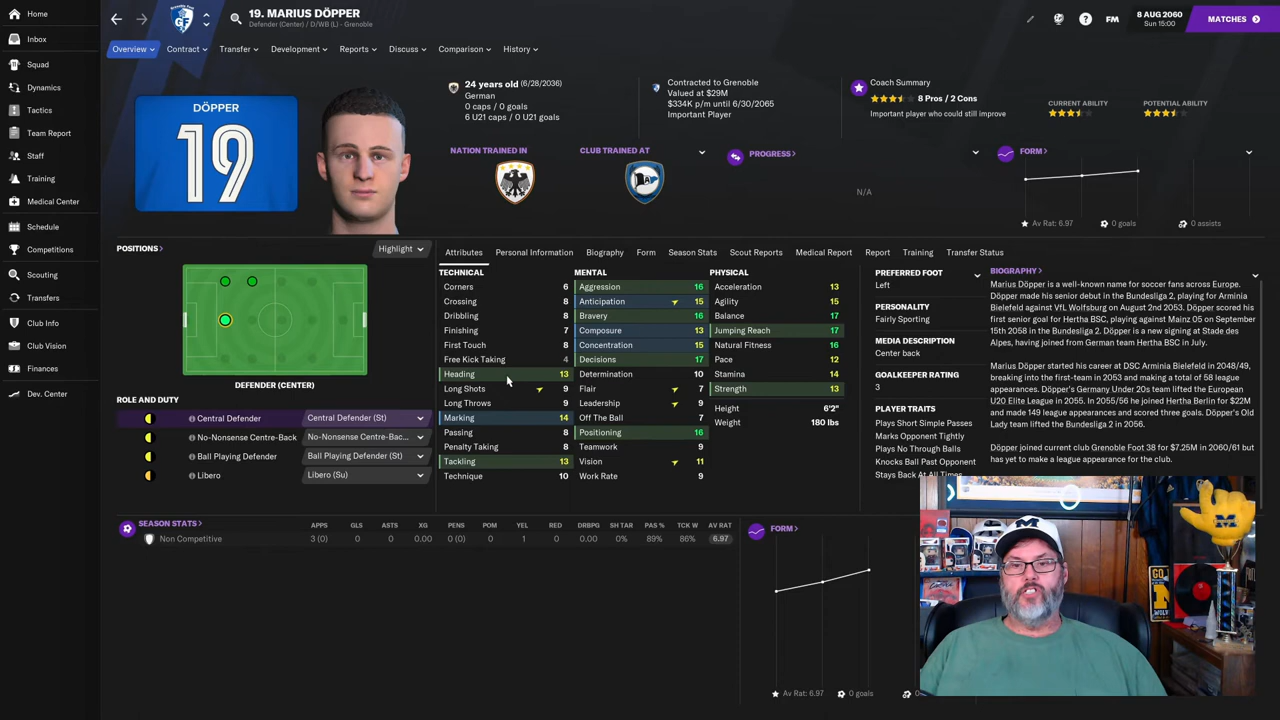 Home
Inbox
Squad
Dynamics
Tactics
Team Report
Staff
Training
Medical Center
Schedule
Competitions
Scouting
Transfers
Club Info
Club Vision
Finances
Dev. Center
19. MARIUS DÖPPER
Defender (Center) / D/WB (L) - Grenoble
FM
8 AUG 2060
Sun 15:00
MATCHES
Overview
Contract
Transfer
Development
Reports
Discuss
Comparison
History
DÖPPER
19
24 years old (6/28/2036)
German
0 caps / 0 goals
6 U21 caps / 0 U21 goals
Contracted to Grenoble
Valued at $29M
$334K p/m until 6/30/2065
Important Player
Coach Summary
8 Pros / 2 Cons
Important player who could still improve
CURRENT ABILITY
POTENTIAL ABILITY
NATION TRAINED IN
CLUB TRAINED AT
PROGRESS
N/A
FORM
Av Rat: 6.97
0 goals
0 assists
POSITIONS
Highlight
DEFENDER (CENTER)
ROLE AND DUTY
Central Defender
Central Defender (St)
No-Nonsense Centre-Back
No-Nonsense Centre-Bac...
Ball Playing Defender
Ball Playing Defender (St)
Libero
Libero (Su)
Attributes
Personal Information
Biography
Form
Season Stats
Scout Reports
Medical Report
Report
Training
Transfer Status
TECHNICAL
Corners 6
Crossing 8
Dribbling 8
Finishing 7
First Touch 8
Free Kick Taking 4
Heading 13
Long Shots 9
Long Throws 9
Marking 14
Passing 8
Penalty Taking 8
Tackling 13
Technique 10
MENTAL
Aggression 16
Anticipation 15
Bravery 16
Composure 13
Concentration 15
Decisions 17
Determination 10
Flair 7
Leadership 9
Off The Ball 7
Positioning 16
Teamwork 9
Vision 11
Work Rate 9
PHYSICAL
Acceleration 13
Agility 15
Balance 17
Jumping Reach 17
Natural Fitness 16
Pace 12
Stamina 14
Strength 13
Height 6'2"
Weight 180 lbs
PREFERRED FOOT
Left
PERSONALITY
Fairly Sporting
MEDIA DESCRIPTION
Center back
GOALKEEPER RATING
3
PLAYER TRAITS
Plays Short Simple Passes
Marks Opponent Tightly
Plays No Through Balls
Knocks Ball Past Opponent
Stays Back At All Times
BIOGRAPHY
Marius Döpper is a well-known name for soccer fans across Europe.
Döpper made his senior debut in the Bundesliga 2, playing for Arminia
Bielefeld against VfL Wolfsburg on August 2nd 2053. Döpper scored his
first senior goal for Hertha BSC, playing against Mainz 05 on September
15th 2058 in the Bundesliga 2. Döpper is a new signing at Stade des
Alpes, having joined from German team Hertha BSC in July.
Marius Döpper started his career at DSC Arminia Bielefeld in 2048/49,
breaking into the first-team in 2053 and making a total of 58 league
appearances. Döpper's Germany Under 20s team lifted the European
U20 Elite League in 2055. In 2055/56 he joined Hertha Berlin for $22M
and made 149 league appearances and scored three goals. Döpper's Old
Lady team lifted the Bundesliga 2 in 2056.
Döpper joined current club Grenoble Foot 38 for $7.25M in 2060/61 but
has yet to make a league appearance for the club.
SEASON STATS
APPS GLS ASTS XG PENS POM YEL RED DRBPG SH TAR PAS % TCK W AV RAT
Non Competitive 3 (0) 0 0 0.00 0 (0) 0 1 0 0.00 0% 89% 86% 6.97
FORM
Av Rat: 6.97
0 goals
M